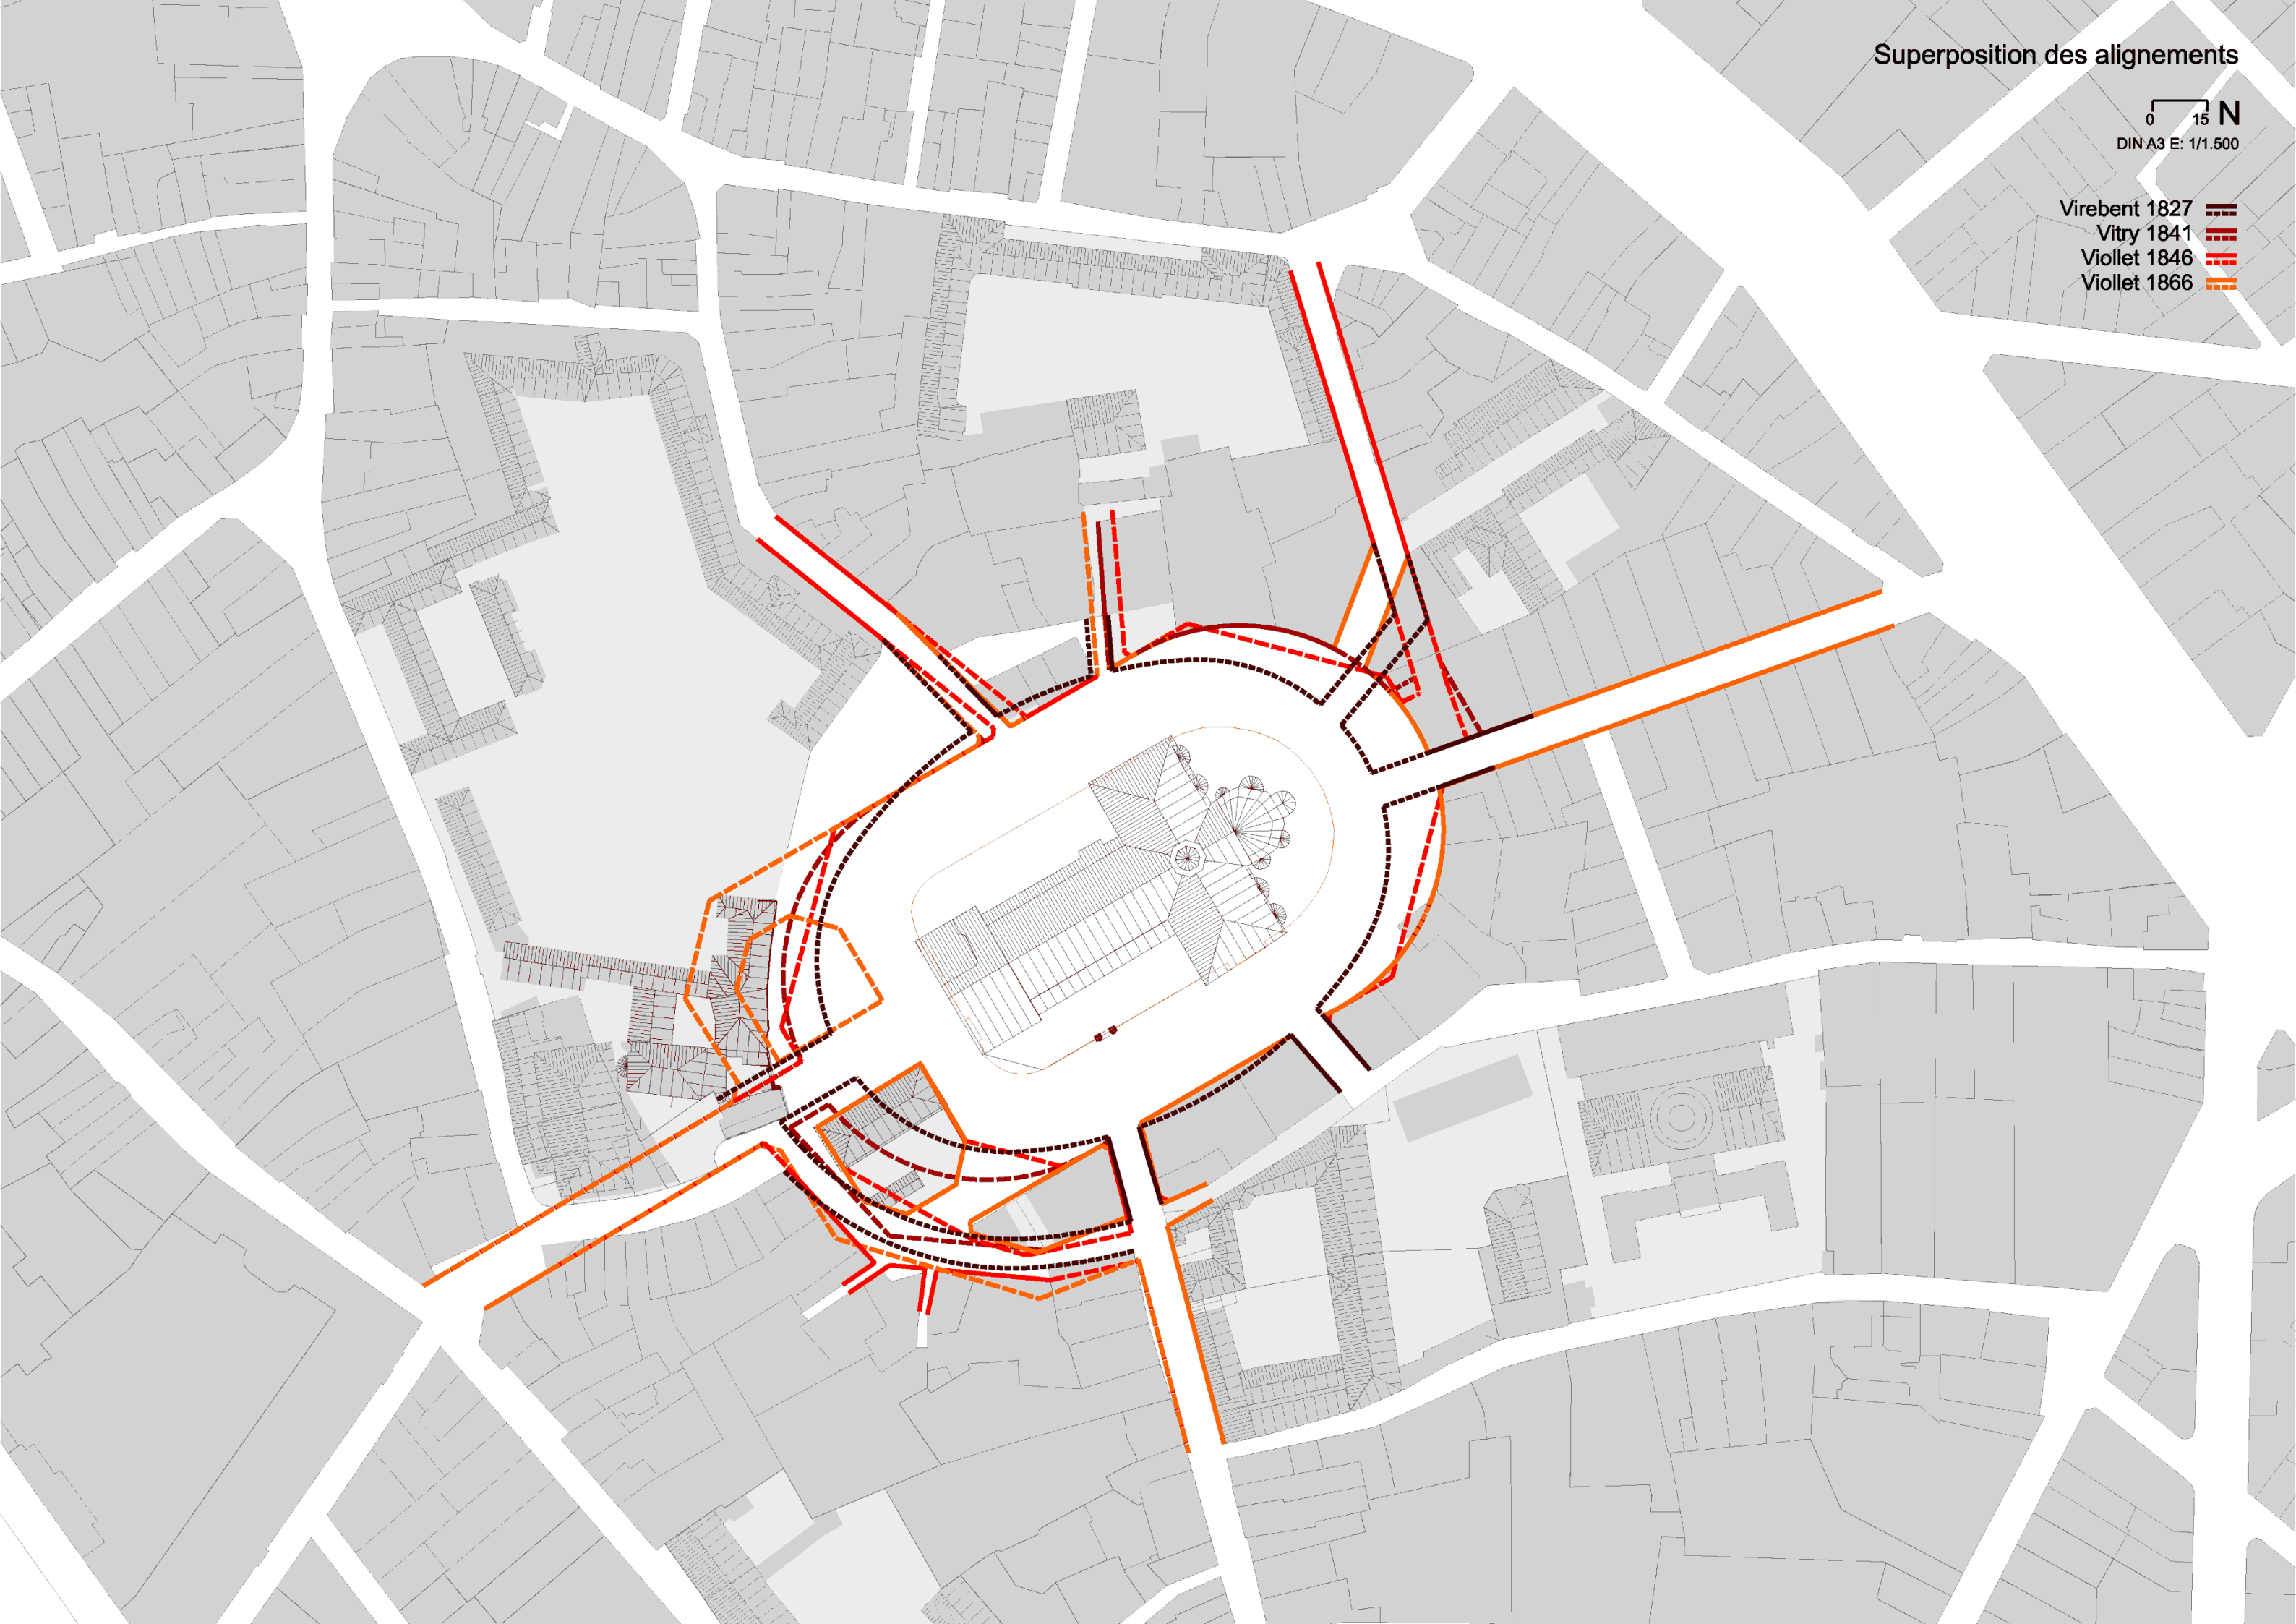 Superposition des alignements
0 15 N
DIN A3 E: 1/1.500
Virebent 1827
Vitry 1841
Viollet 1846
Viollet 1866